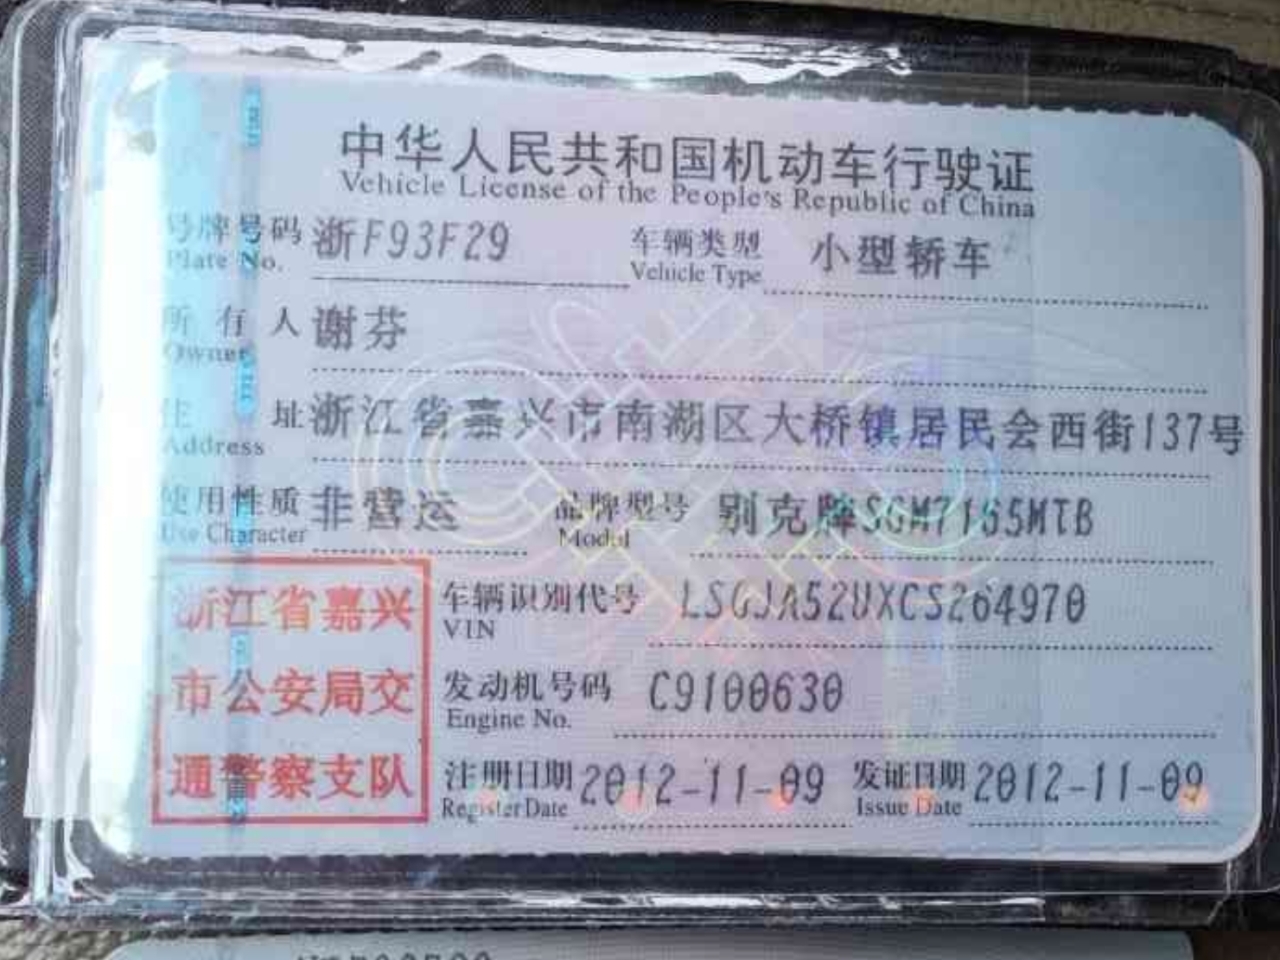 中华人民共和国机动车行驶证
Vehicle License of the People's Republic of China
号牌号码 浙F93F29 车辆类型 小型轿车
Plate No. Vehicle Type
所有人 谢芬
Owner
住址 浙江省嘉兴市南湖区大桥镇居民会西街137号
Address
使用性质 非营运 品牌型号 别克牌SGM7165MTB
Use Character Model
浙江省嘉兴
市公安局交
通警察支队
车辆识别代号 LSGJA52UXCS264970
VIN
发动机号码 C9100630
Engine No.
注册日期 2012-11-09 发证日期 2012-11-09
Register Date Issue Date